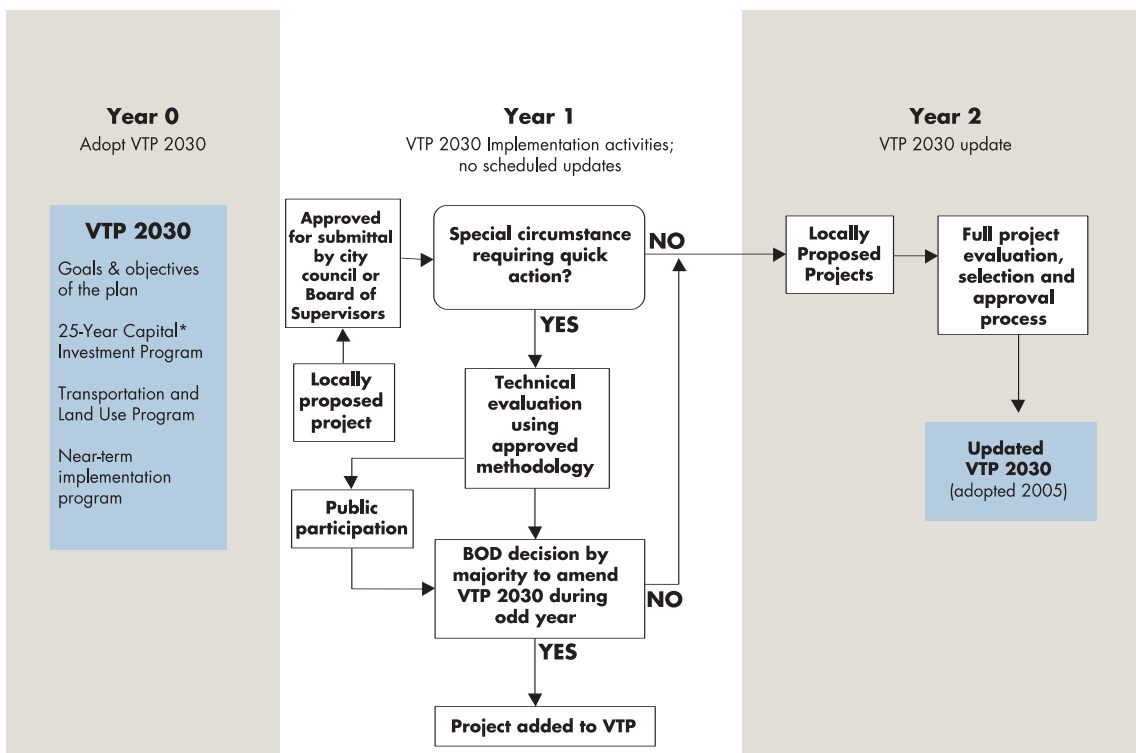 Year 0
Adopt VTP 2030
VTP 2030
Goals & objectives
of the plan
25-Year Capital*
Investment Program
Transportation and
Land Use Program
Near-term
implementation
program
Year 1
VTP 2030 Implementation activities;
no scheduled updates
Approved
for submittal
by city
council or
Board of
Supervisors
Locally
proposed
project
Special circumstance
requiring quick
action?
NO
YES
Technical
evaluation
using
approved
methodology
Public
participation
BOD decision by
majority to amend
VTP 2030 during
odd year
NO
YES
Project added to VTP
Year 2
VTP 2030 update
Locally
Proposed
Projects
Full project
evaluation,
selection and
approval
process
Updated
VTP 2030
(adopted 2005)